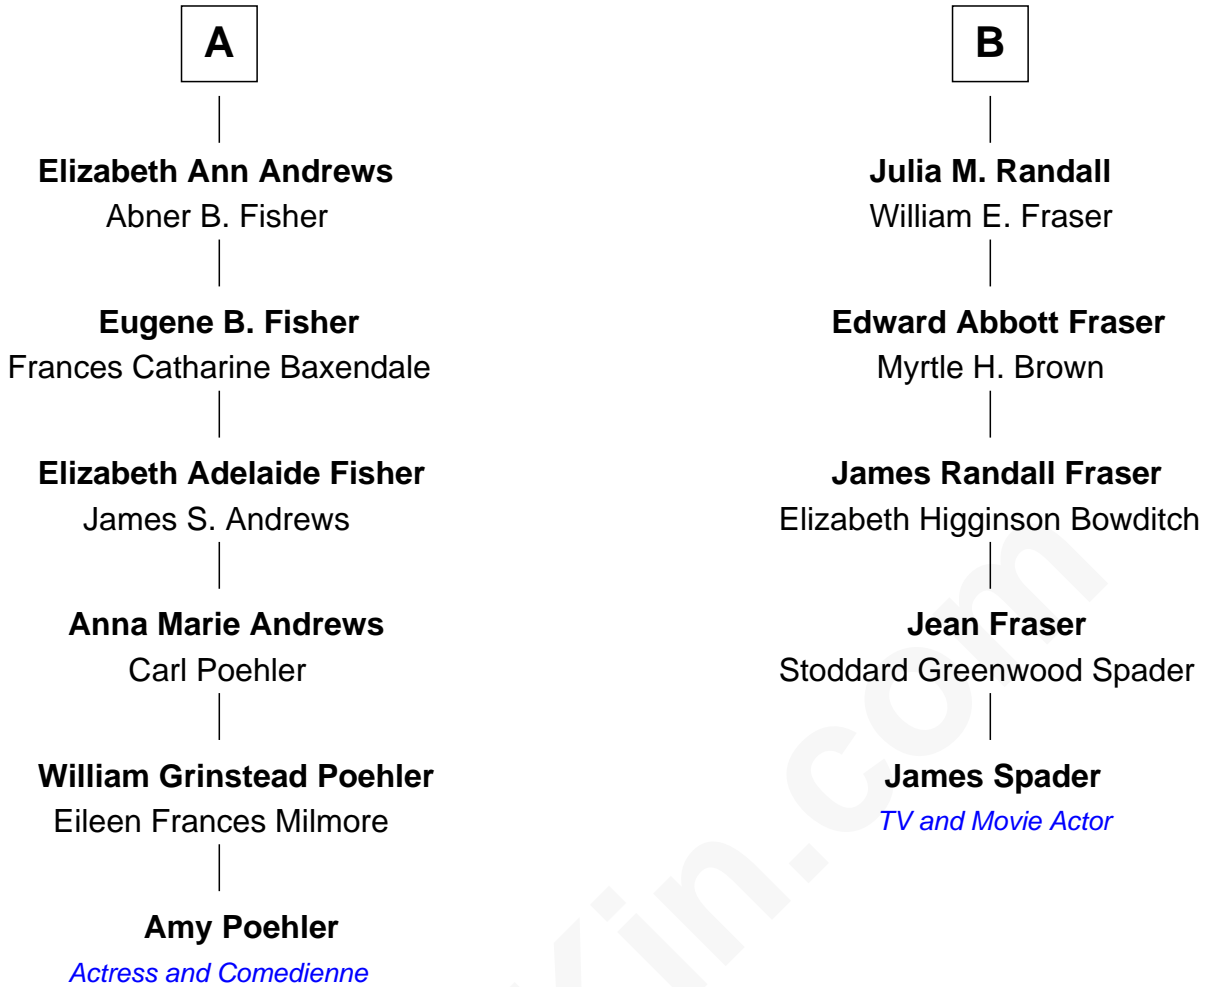 A
Elizabeth Ann Andrews
Abner B. Fisher
Eugene B. Fisher
Frances Catharine Baxendale
Elizabeth Adelaide Fisher
James S. Andrews
Anna Marie Andrews
Carl Poehler
William Grinstead Poehler
Eileen Frances Milmore
Amy Poehler
Actress and Comedienne
B
Julia M. Randall
William E. Fraser
Edward Abbott Fraser
Myrtle H. Brown
James Randall Fraser
Elizabeth Higginson Bowditch
Jean Fraser
Stoddard Greenwood Spader
James Spader
TV and Movie Actor
Kin.com